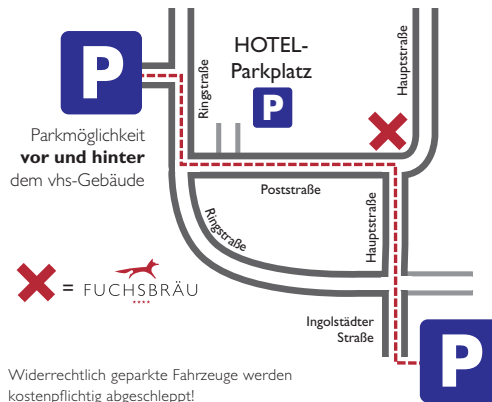 P
HOTEL-
Parkplatz
P
Ringstraße
Hauptstraße
Parkmöglichkeit
vor und hinter
dem vhs-Gebäude
Poststraße
Ringstraße
Hauptstraße
= FUCHSBRÄU
Ingolstädter
Straße
P
Widerrechtlich geparkte Fahrzeuge werden
kostenpflichtig abgeschleppt!